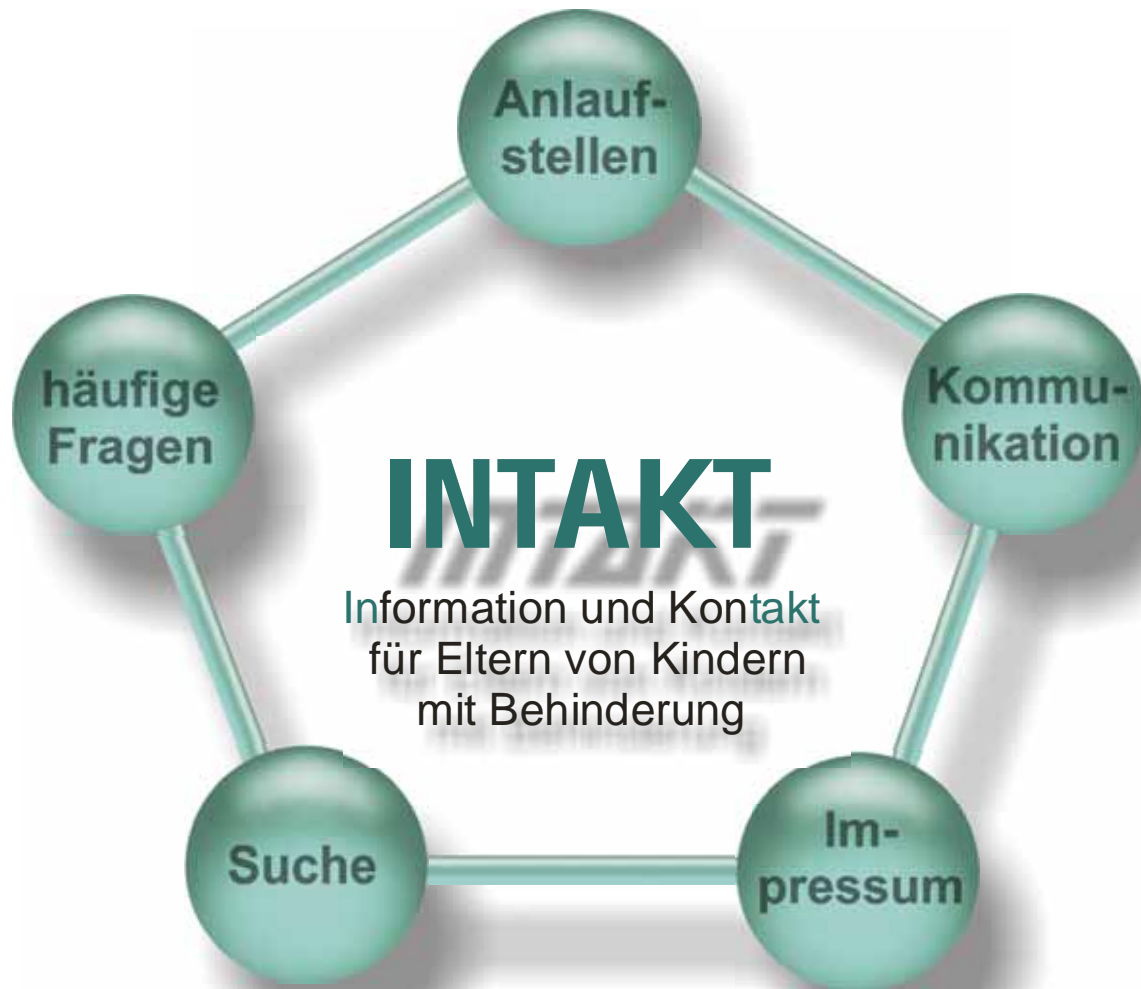 Anlauf-
stellen
häufige
Fragen
Kommu-
nikation
INTAKT
Information und Kontakt
für Eltern von Kindern
mit Behinderung
Suche
Im-
pressum